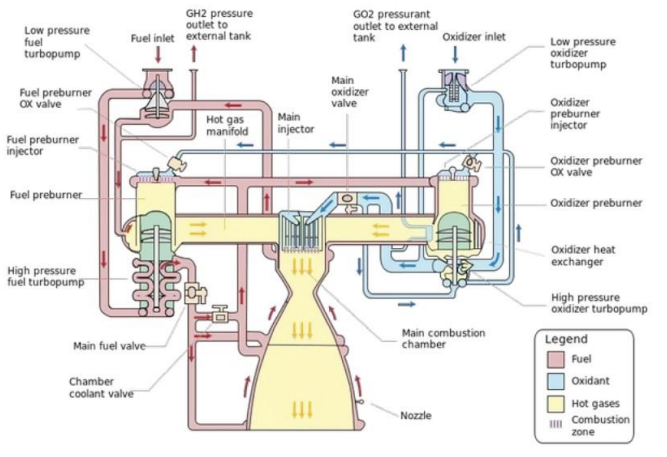 GH2 pressure
outlet to
external tank
GO2 pressurant
outlet to external
tank
Low pressure
fuel
turbopump
Fuel inlet
Oxidizer inlet
Low pressure
oxidizer
turbopump
Fuel preburner
OX valve
Hot gas
manifold
Main
injector
Main
oxidizer
valve
Oxidizer
preburner
injector
Fuel preburner
injector
Oxidizer preburner
OX valve
Fuel preburner
Oxidizer preburner
Oxidizer heat
exchanger
High pressure
fuel turbopump
High pressure
oxidizer turbopump
Main fuel valve
Main combustion
chamber
Chamber
coolant valve
Nozzle
Legend
Fuel
Oxidant
Hot gases
Combustion
zone